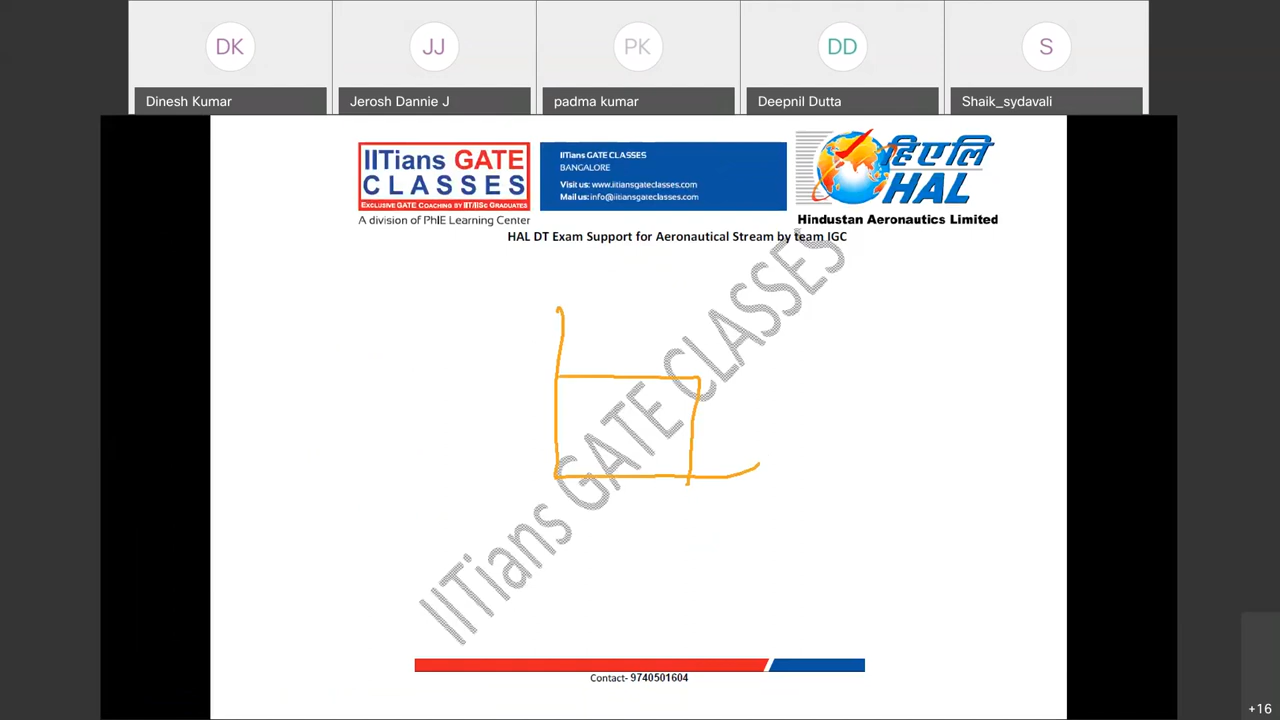 DK JJ PK DD S
Dinesh Kumar Jerosh Dannie J padma kumar Deepnil Dutta Shaik_sydavali
IITians GATE
CLASSES
EXCLUSIVE GATE COACHING BY IIT/IISc GRADUATES
A division of PhIE Learning Center
IITians GATE CLASSES
BANGALORE
Visit us: www.iitiansgateclasses.com
Mail us: info@iitiansgateclasses.com
हिएलि
HAL
Hindustan Aeronautics Limited
HAL DT Exam Support for Aeronautical Stream by team IGC
IITians GATE CLASSES
Contact- 9740501604
+16